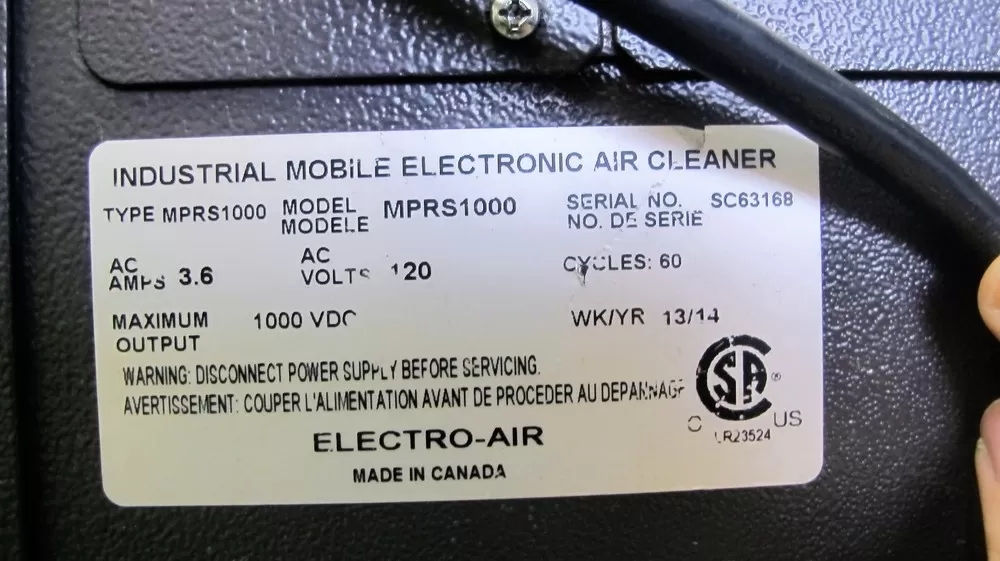 INDUSTRIAL MOBILE ELECTRONIC AIR CLEANER
TYPE MPRS1000 MODEL MODELE MPRS1000 SERIAL NO. NO. DE SERIE SC63168
AC AMPS 3.6 AC VOLTS 120 CYCLES: 60
MAXIMUM OUTPUT 1000 VDC WK/YR 13/14
WARNING: DISCONNECT POWER SUPPLY BEFORE SERVICING.
AVERTISSEMENT: COUPER L'ALIMENTATION AVANT DE PROCEDER AU DEPANNAGE
SA ®
C US
LR23524
ELECTRO-AIR
MADE IN CANADA